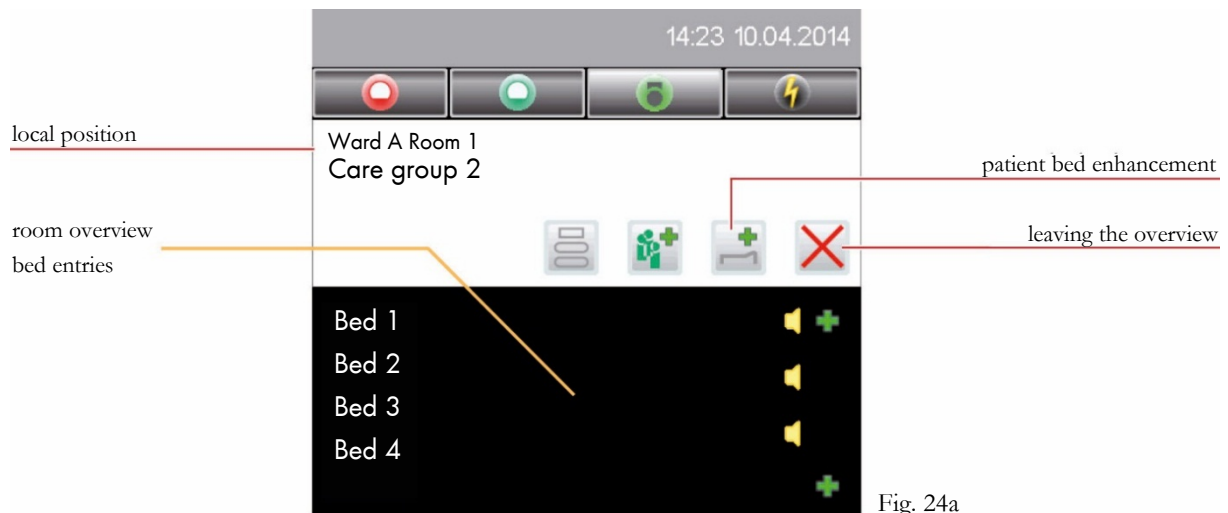 14:23 10.04.2014
local position
Ward A Room 1
Care group 2
patient bed enhancement
room overview
bed entries
leaving the overview
Bed 1
Bed 2
Bed 3
Bed 4
Fig. 24a